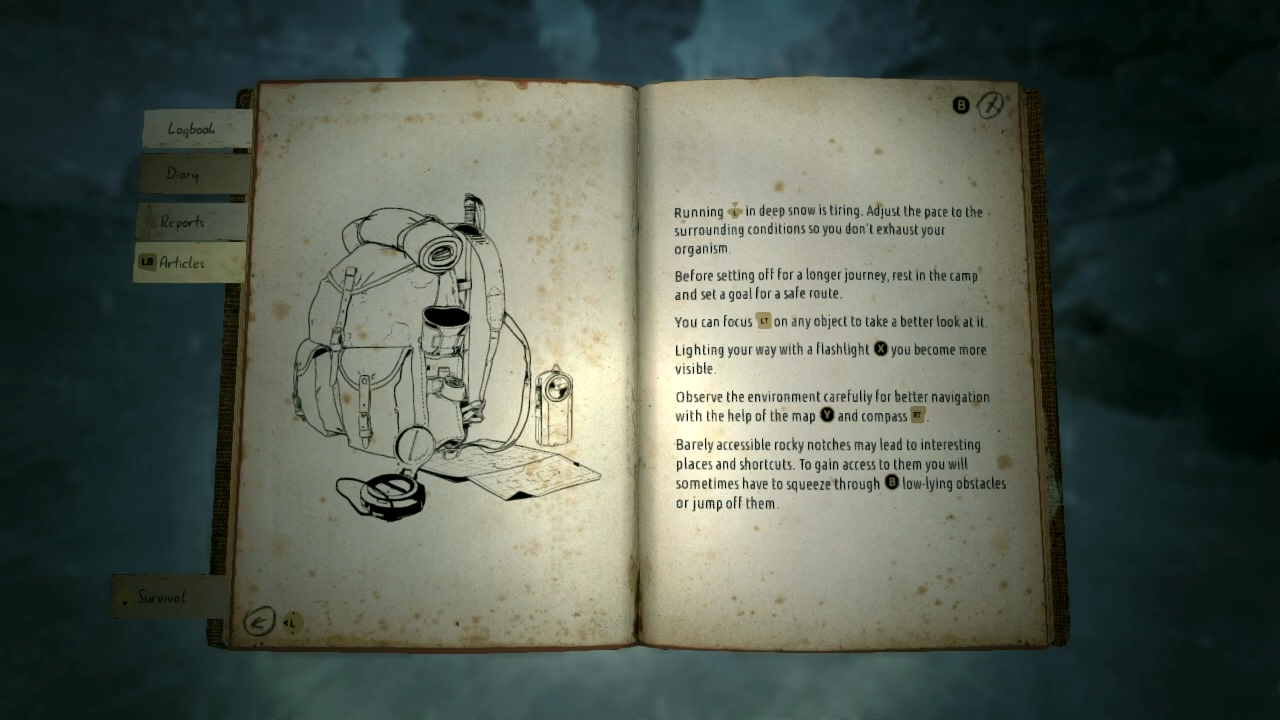 Logbook
Diary
Reports
LB Articles
Survival
L
B
Running L in deep snow is tiring. Adjust the pace to the
surrounding conditions so you don't exhaust your
organism.
Before setting off for a longer journey, rest in the camp
and set a goal for a safe route.
You can focus LT on any object to take a better look at it.
Lighting your way with a flashlight X you become more
visible.
Observe the environment carefully for better navigation
with the help of the map Y and compass RT.
Barely accessible rocky notches may lead to interesting
places and shortcuts. To gain access to them you will
sometimes have to squeeze through B low-lying obstacles
or jump off them.